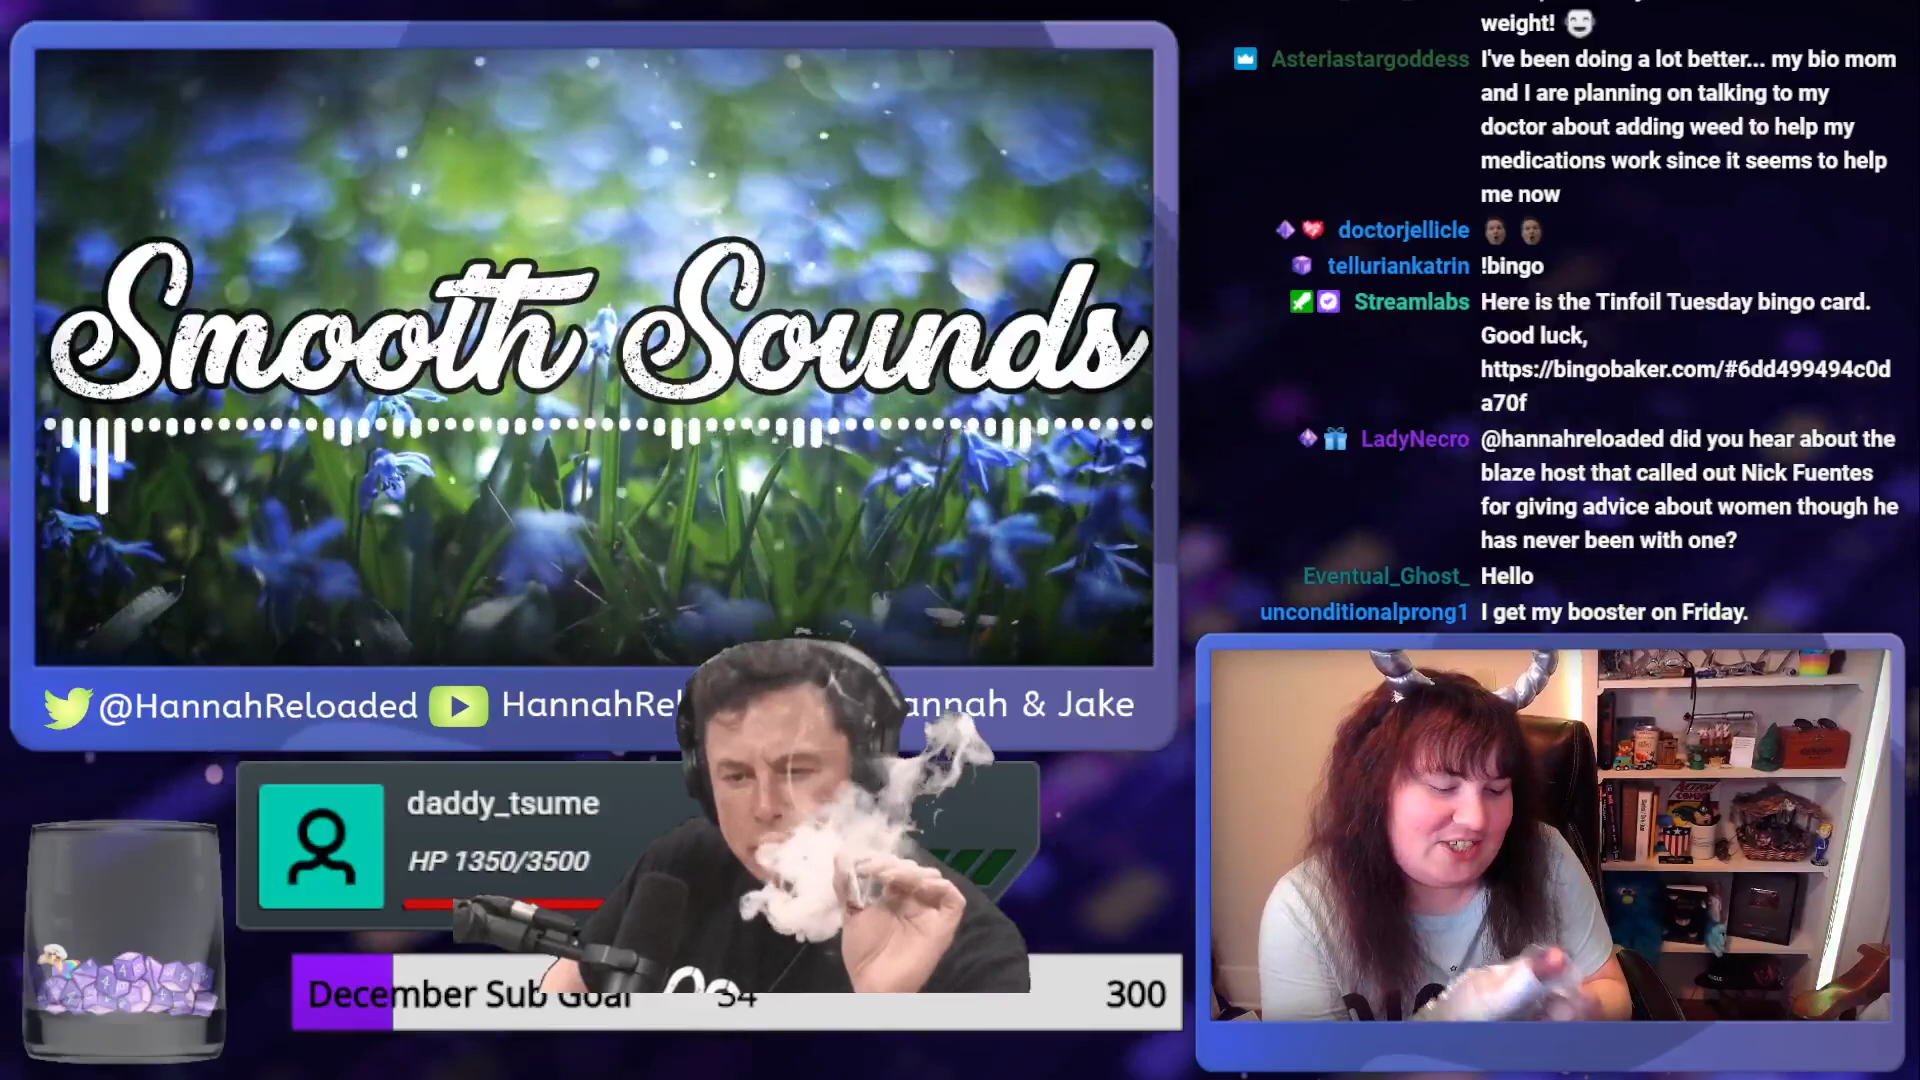 Smooth Sounds
@HannahReloaded HannahRel annah & Jake
daddy_tsume
HP 1350/3500
December Sub Goal 34 300
weight!
Asteriastargoddess I've been doing a lot better... my bio mom
and I are planning on talking to my
doctor about adding weed to help my
medications work since it seems to help
me now
doctorjellicle
telluriankatrin !bingo
Streamlabs Here is the Tinfoil Tuesday bingo card.
Good luck,
https://bingobaker.com/#6dd499494c0d
a70f
LadyNecro @hannahreloaded did you hear about the
blaze host that called out Nick Fuentes
for giving advice about women though he
has never been with one?
Eventual_Ghost_ Hello
unconditionalprong1 I get my booster on Friday.